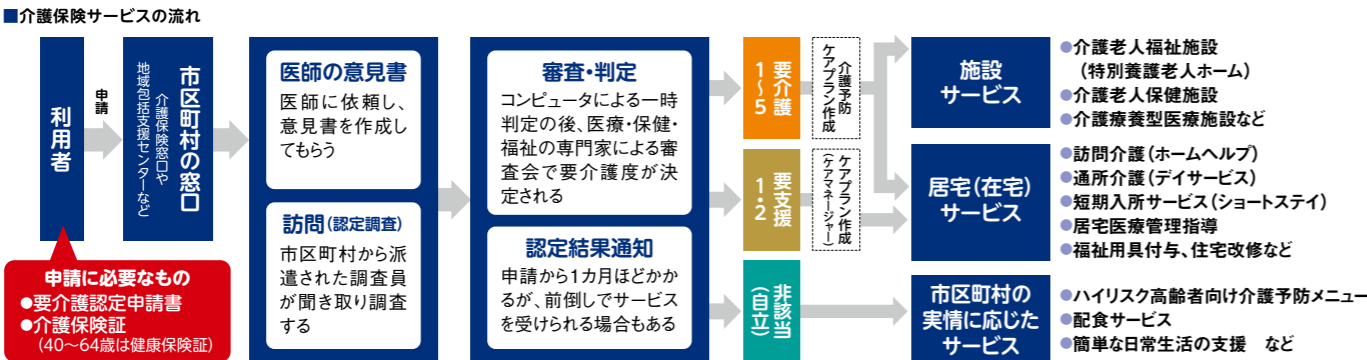 ■介護保険サービスの流れ
利用者
申請
市区町村の窓口
介護保険窓口や
地域包括支援センターなど
申請に必要なもの
●要介護認定申請書
●介護保険証
(40〜64歳は健康保険証)
医師の意見書
医師に依頼し、
意見書を作成し
てもらう
訪問(認定調査)
市区町村から派
遣された調査員
が聞き取り調査
する
審査・判定
コンピュータによる一時
判定の後、医療・保健・
福祉の専門家による審
査会で要介護度が決
定される
認定結果通知
申請から1カ月ほどかか
るが、前倒しでサービス
を受けられる場合もある
要介護
1〜5
介護予防
ケアプラン作成
要支援
1・2
ケアプラン作成
(ケアマネージャー)
非該当
(自立)
施設
サービス
●介護老人福祉施設
(特別養護老人ホーム)
●介護老人保健施設
●介護療養型医療施設など
居宅(在宅)
サービス
●訪問介護(ホームヘルプ)
●通所介護(デイサービス)
●短期入所サービス(ショートステイ)
●居宅医療管理指導
●福祉用具付与、住宅改修など
市区町村の
実情に応じた
サービス
●ハイリスク高齢者向け介護予防メニュー
●配食サービス
●簡単な日常生活の支援 など